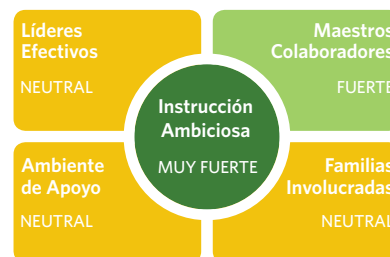 Líderes
Efectivos
NEUTRAL
Maestros
Colaboradores
FUERTE
Instrucción
Ambiciosa
MUY FUERTE
Ambiente
de Apoyo
NEUTRAL
Familias
Involucradas
NEUTRAL